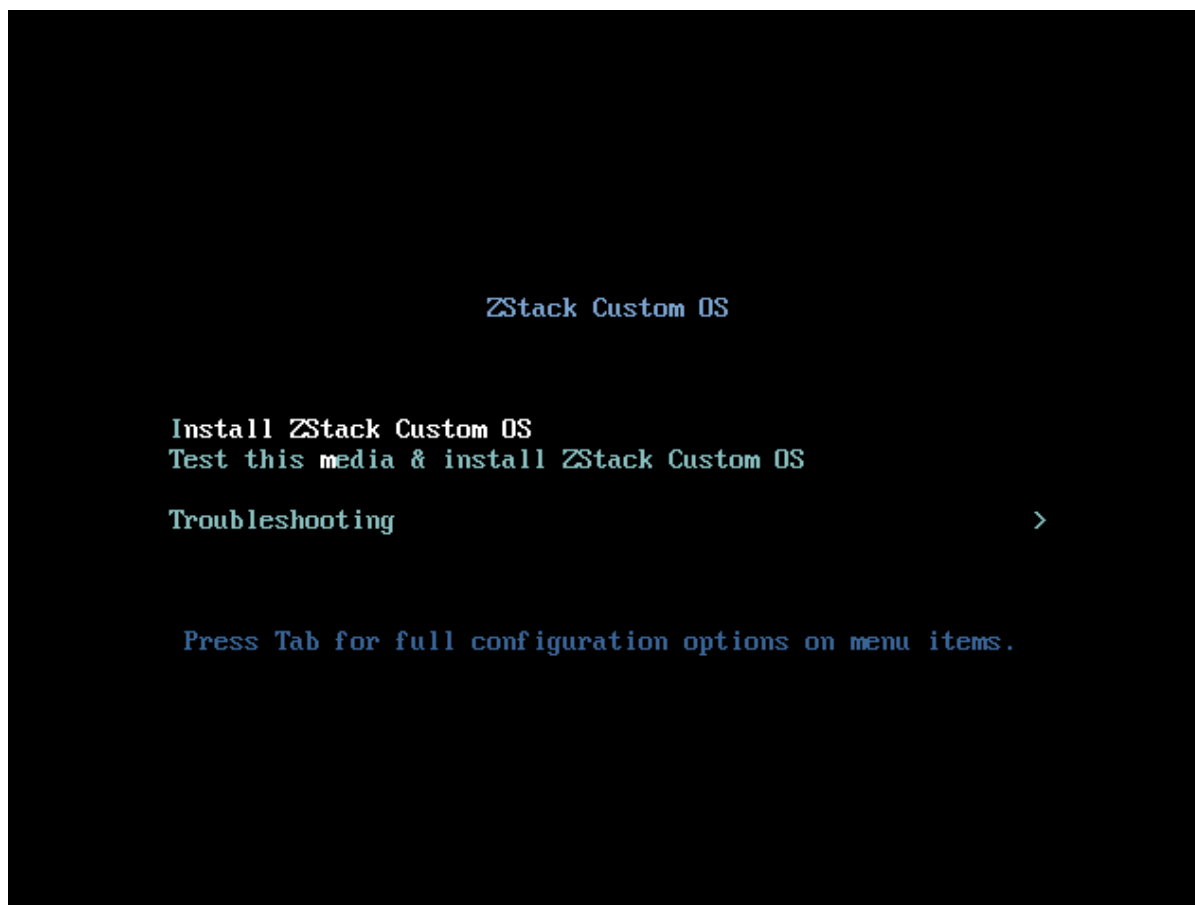 ZStack Custom OS
Install ZStack Custom OS
Test this media & install ZStack Custom OS
Troubleshooting >
Press Tab for full configuration options on menu items.